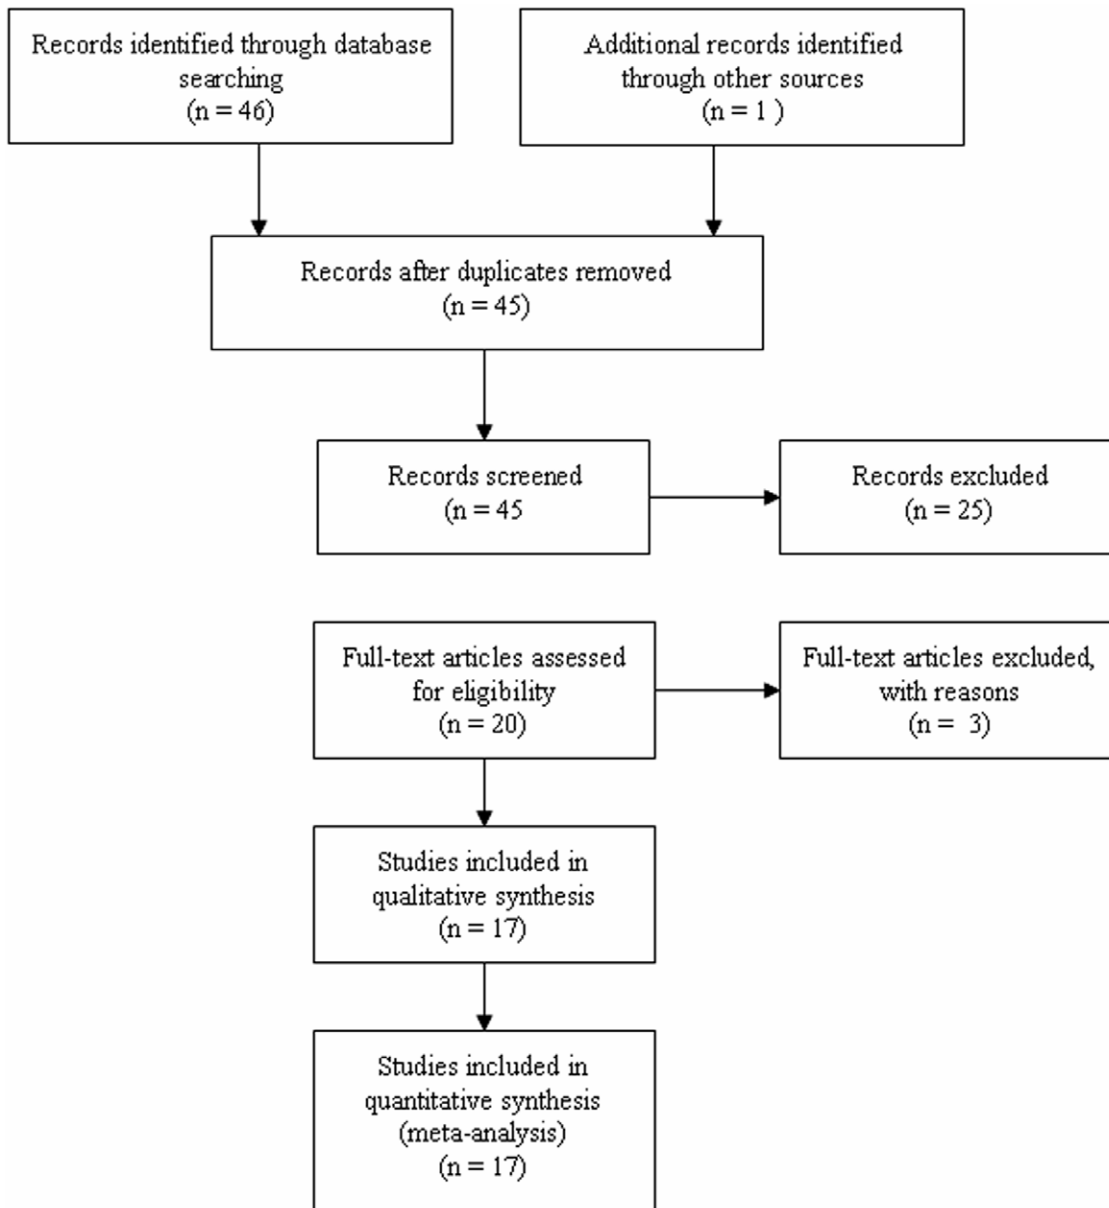 Records identified through database
searching
(n = 46)
Additional records identified
through other sources
(n = 1 )
Records after duplicates removed
(n = 45)
Records screened
(n = 45
Records excluded
(n = 25)
Full-text articles assessed
for eligibility
(n = 20)
Full-text articles excluded,
with reasons
(n =  3)
Studies included in
qualitative synthesis
(n = 17)
Studies included in
quantitative synthesis
(meta-analysis)
(n = 17)